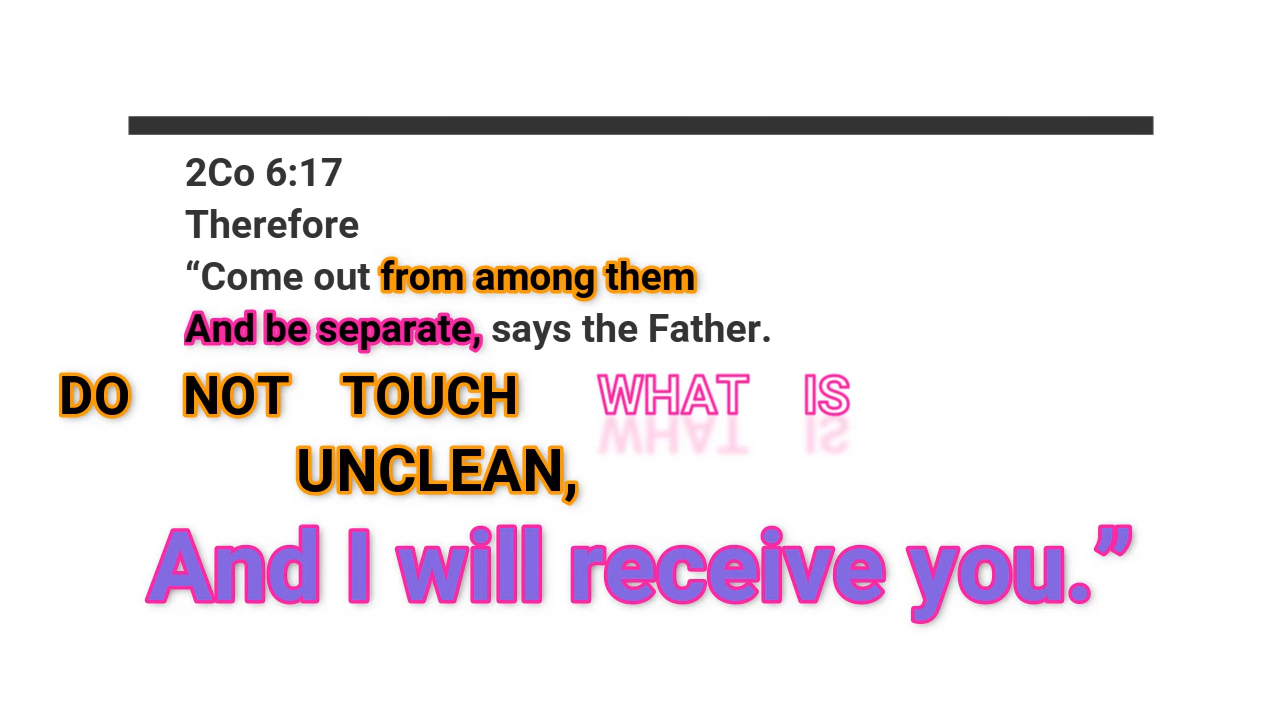 2Co 6:17
Therefore
“Come out from among them
And be separate, says the Father.
DO NOT TOUCH WHAT IS
UNCLEAN,
And I will receive you.”